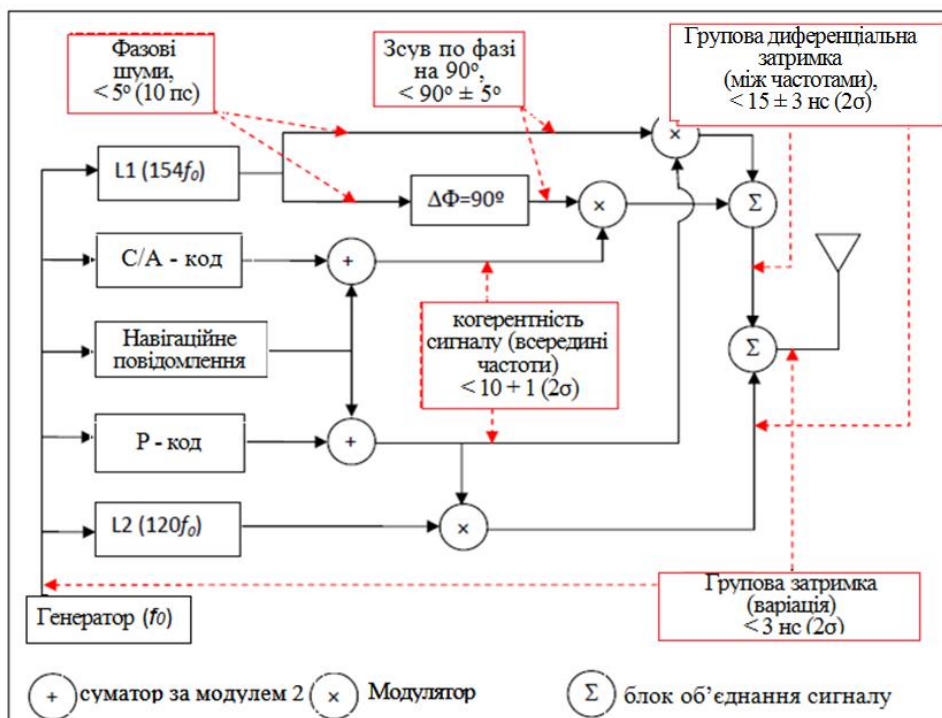 Фазові
шуми,
< 5º (10 пс)
Зсув по фазі
на 90º,
< 90º ± 5º
Групова диференціальна
затримка
(між частотами),
< 15 ± 3 нс (2σ)
L1 (154f₀)
×
ΔΦ=90º
×
Σ
C/A - код
+
когерентність
сигналу (всередині
частоти)
< 10 + 1 (2σ)
Навігаційне
повідомлення
Σ
P - код
+
L2 (120f₀)
×
Групова затримка
(варіація)
< 3 нс (2σ)
Генератор (f0)
+ суматор за модулем 2
× Модулятор
Σ блок об’єднання сигналу